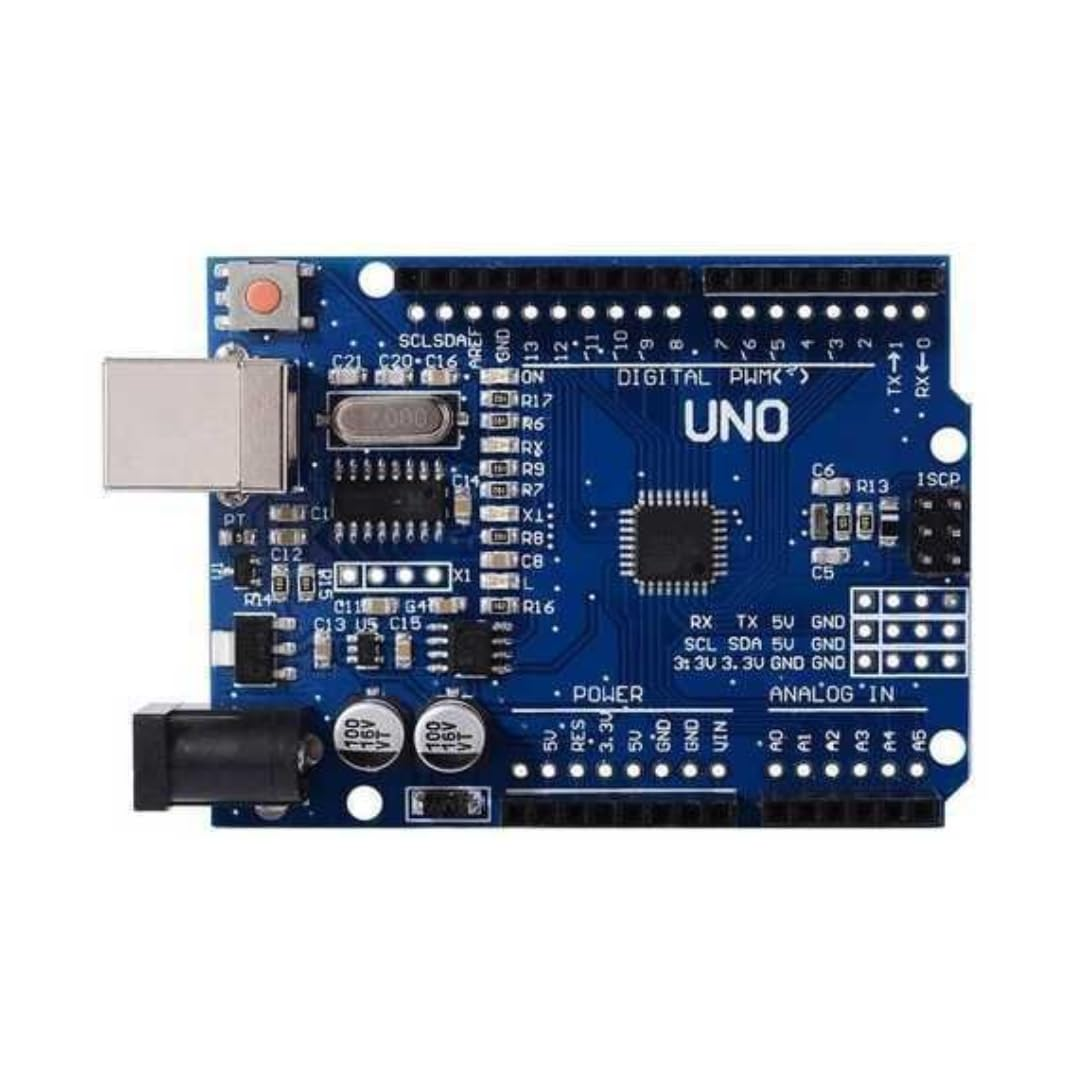 SCL SDA AREF GND 13 12 ~11 ~10 ~9 8 7 ~6 ~5 4 ~3 2 TX→1 RX←0
DIGITAL PWM(~)
UNO
C21 C20 C16
ON
R17
R6
RX
R9
R7
C14
XT
R8
C8
L
R16
C6
R13
ISCP
C5
PT
C1
C12
R15
R14
X1
C11
C13 U5 C15
RX TX 5V GND
SCL SDA 5V GND
3.3V 3.3V GND GND
POWER
ANALOG IN
5V RES 3.3V 5V GND GND VIN
A0 A1 A2 A3 A4 A5
100
16V
VT
100
16V
VT